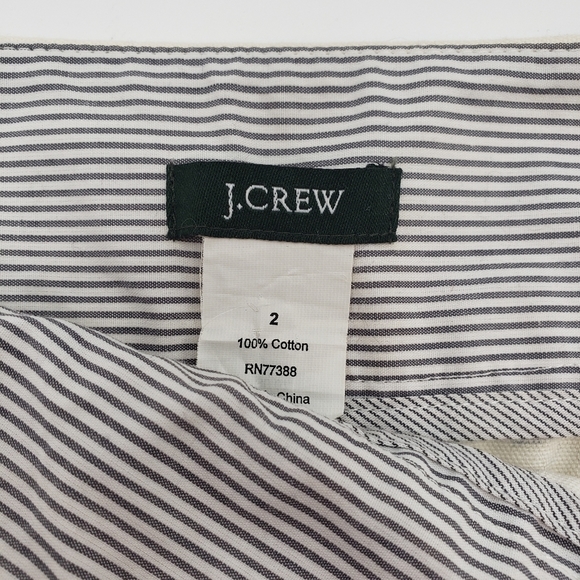 J.CREW
2
100% Cotton
RN77388
China